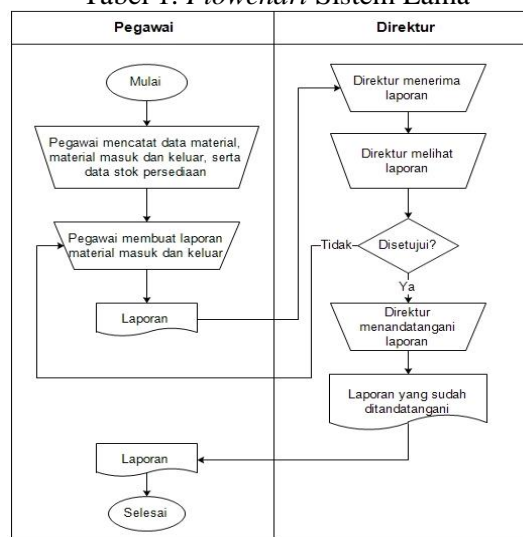 Tabel 1. Flowchart Sistem Lama
Pegawai
Direktur
Mulai
Pegawai mencatat data material,
material masuk dan keluar, serta
data stok persediaan
Pegawai membuat laporan
material masuk dan keluar
Laporan
Direktur menerima
laporan
Direktur melihat
laporan
Disetujui?
Tidak
Ya
Direktur
menandatangani
laporan
Laporan yang sudah
ditandatangani
Laporan
Selesai